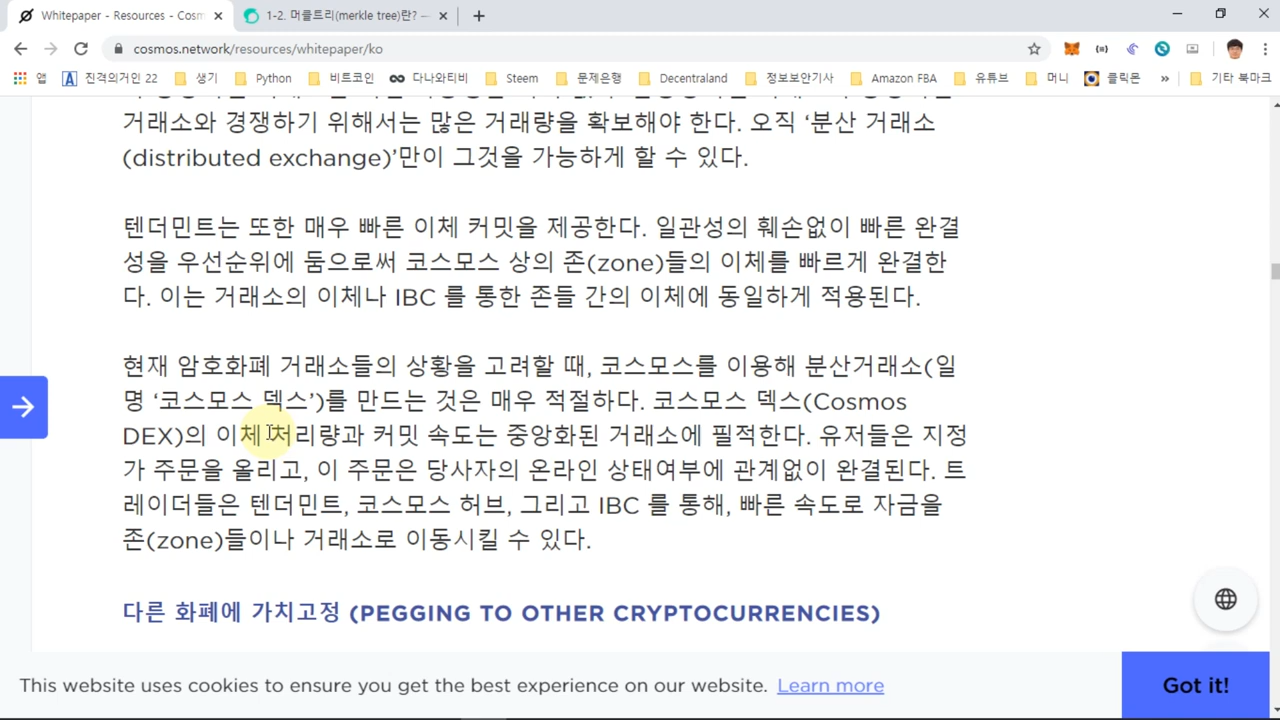 Whitepaper - Resources - Cosm
1-2. 머클트리(merkle tree)란? –
cosmos.network/resources/whitepaper/ko
앱 진격의거인 22 생기 Python 비트코인 다나와티비 Steem 문제은행 Decentraland 정보보안기사 Amazon FBA 유튜브 머니 클릭몬 » 기타 북마크
거래소와 경쟁하기 위해서는 많은 거래량을 확보해야 한다. 오직 ‘분산 거래소
(distributed exchange)’만이 그것을 가능하게 할 수 있다.
텐더민트는 또한 매우 빠른 이체 커밋을 제공한다. 일관성의 훼손없이 빠른 완결
성을 우선순위에 둠으로써 코스모스 상의 존(zone)들의 이체를 빠르게 완결한
다. 이는 거래소의 이체나 IBC 를 통한 존들 간의 이체에 동일하게 적용된다.
현재 암호화폐 거래소들의 상황을 고려할 때, 코스모스를 이용해 분산거래소(일
명 ‘코스모스 덱스’)를 만드는 것은 매우 적절하다. 코스모스 덱스(Cosmos
DEX)의 이체 처리량과 커밋 속도는 중앙화된 거래소에 필적한다. 유저들은 지정
가 주문을 올리고, 이 주문은 당사자의 온라인 상태여부에 관계없이 완결된다. 트
레이더들은 텐더민트, 코스모스 허브, 그리고 IBC 를 통해, 빠른 속도로 자금을
존(zone)들이나 거래소로 이동시킬 수 있다.
다른 화폐에 가치고정 (PEGGING TO OTHER CRYPTOCURRENCIES)
This website uses cookies to ensure you get the best experience on our website. Learn more
Got it!